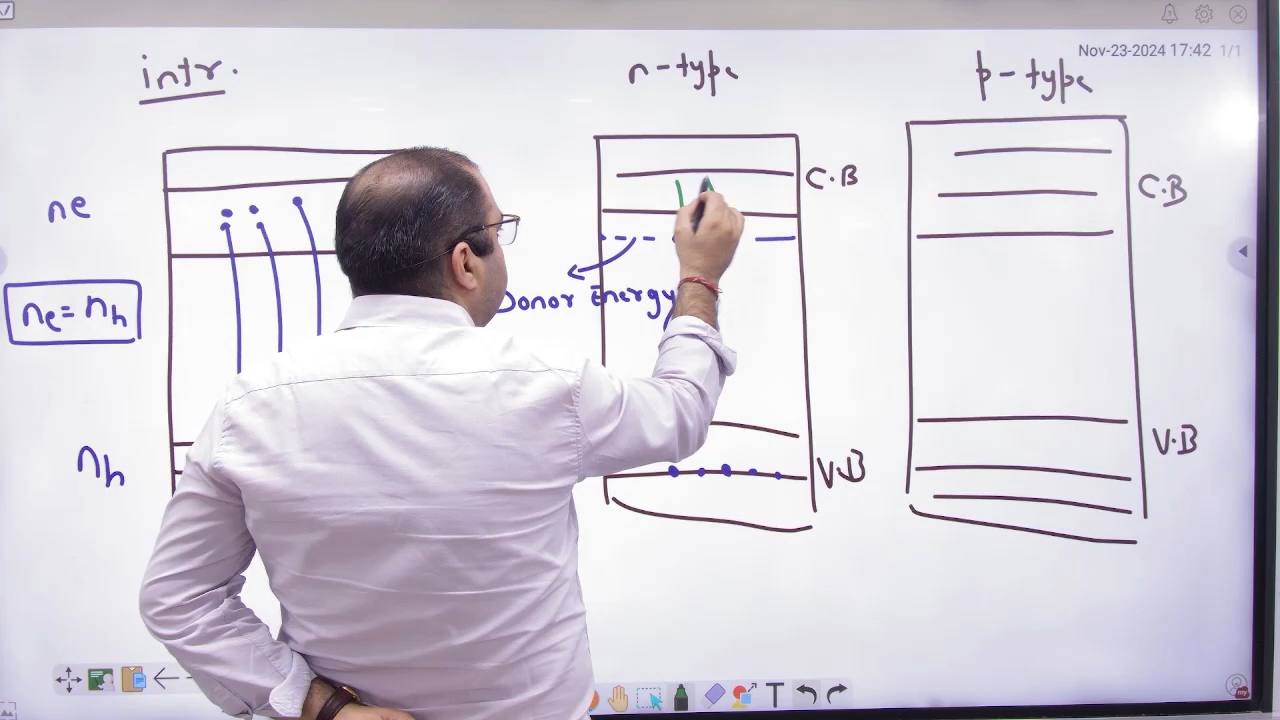 Nov-23-2024 17:42 1/1
intr.
n-type
p-type
C.B
C.B
ne
ne = nh
Donor Energy
nh
V.B
V.B
T